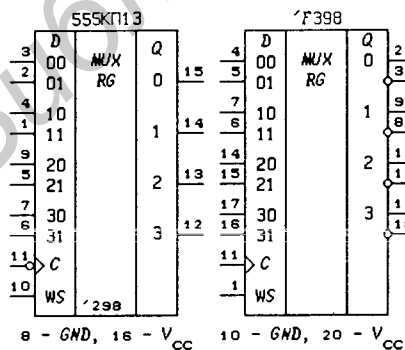 555КП13 'F398
D MUX Q D MUX Q
3 00 RG 0 15 4 00 RG 0 2
2 01 5 01 3
4 10 1 14 7 10 1 9
1 11 6 11 8
9 20 2 13 14 20 2
5 21 15 21
7 30 3 12 17 30 3
6 31 16 31
11 C 11 C
10 WS '298 1 WS
8 - GND, 16 - VCC 10 - GND, 20 - VCC